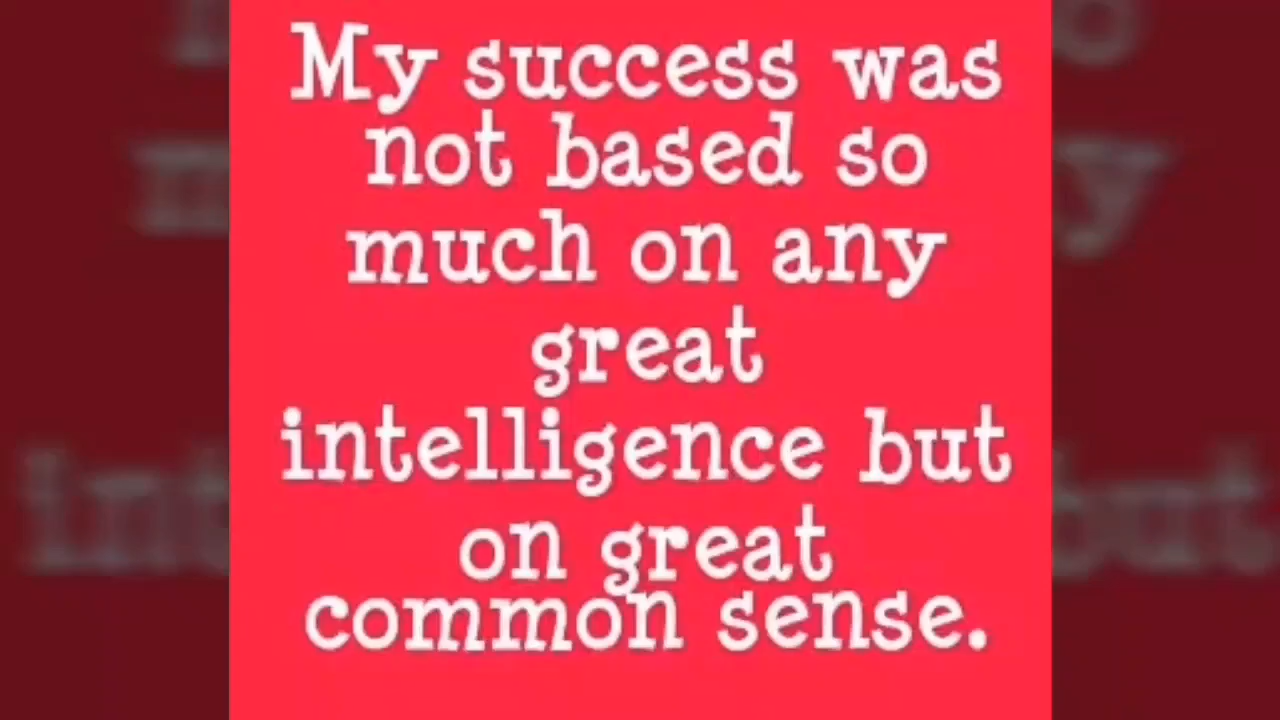 My success was
not based so
much on any
great
intelligence but
on great
common sense.